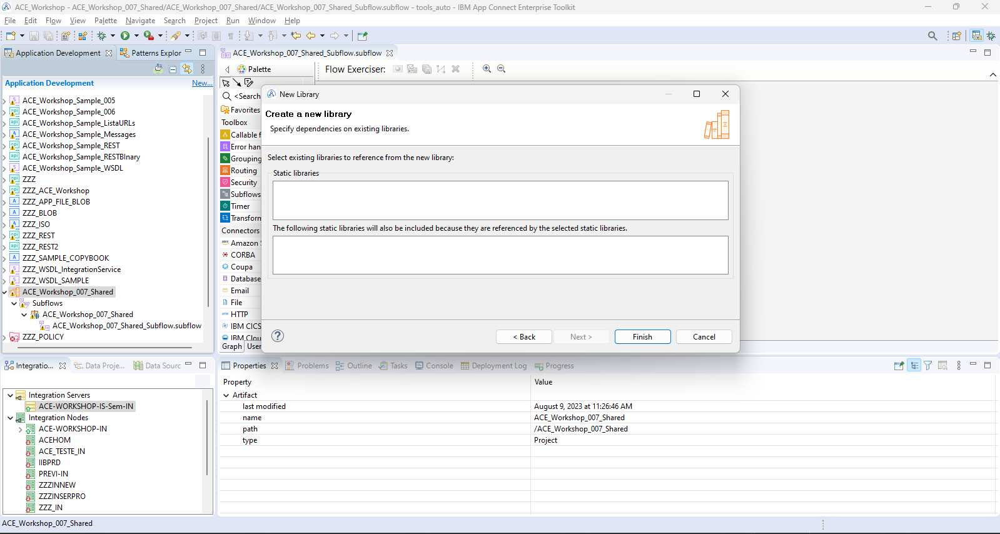 ACE_Workshop - ACE_Workshop_007_Shared/ACE_Workshop_007_Shared/ACE_Workshop_007_Shared_Subflow.subflow - tools_auto - IBM App Connect Enterprise Toolkit
File Edit Flow View Palette Navigate Search Project Run Window Help
Application Development
Patterns Explor
Application Development
New...
ACE_Workshop_Sample_005
ACE_Workshop_Sample_006
ACE_Workshop_Sample_ListaURLs
ACE_Workshop_Sample_Messages
ACE_Workshop_Sample_REST
ACE_Workshop_Sample_RESTBInary
ACE_Workshop_Sample_WSDL
ZZZ
ZZZ_ACE_Workshop
ZZZ_APP_FILE_BLOB
ZZZ_BLOB
ZZZ_ISO
ZZZ_REST
ZZZ_REST2
ZZZ_SAMPLE_COPYBOOK
ZZZ_WSDL_IntegrationService
ZZZ_WSDL_SAMPLE
ACE_Workshop_007_Shared
Subflows
ACE_Workshop_007_Shared
ACE_Workshop_007_Shared_Subflow.subflow
ZZZ_POLICY
ACE_Workshop_007_Shared_Subflow.subflow
Palette
Flow Exerciser:
<Search
Favorites
Toolbox
Callable f
Error han
Grouping
Routing
Security
Subflows
Timer
Transform
Connectors
Amazon
CORBA
Coupa
Database
Email
File
HTTP
IBM CICS
IBM Clou
Graph User
New Library
Create a new library
Specify dependencies on existing libraries.
Select existing libraries to reference from the new library:
Static libraries
The following static libraries will also be included because they are referenced by the selected static libraries.
?
< Back
Next >
Finish
Cancel
Integratio...
Data Proje...
Data Sourc
Integration Servers
ACE-WORKSHOP-IS-Sem-IN
Integration Nodes
ACE-WORKSHOP-IN
ACEHOM
ACE_TESTE_IN
IIBPRD
PREVI-IN
ZZZINNEW
ZZZINSERPRO
ZZZ_IN
Properties Problems Outline Tasks Console Deployment Log Progress
Property Value
Artifact
last modified August 9, 2023 at 11:26:46 AM
name ACE_Workshop_007_Shared
path /ACE_Workshop_007_Shared
type Project
ACE_Workshop_007_Shared